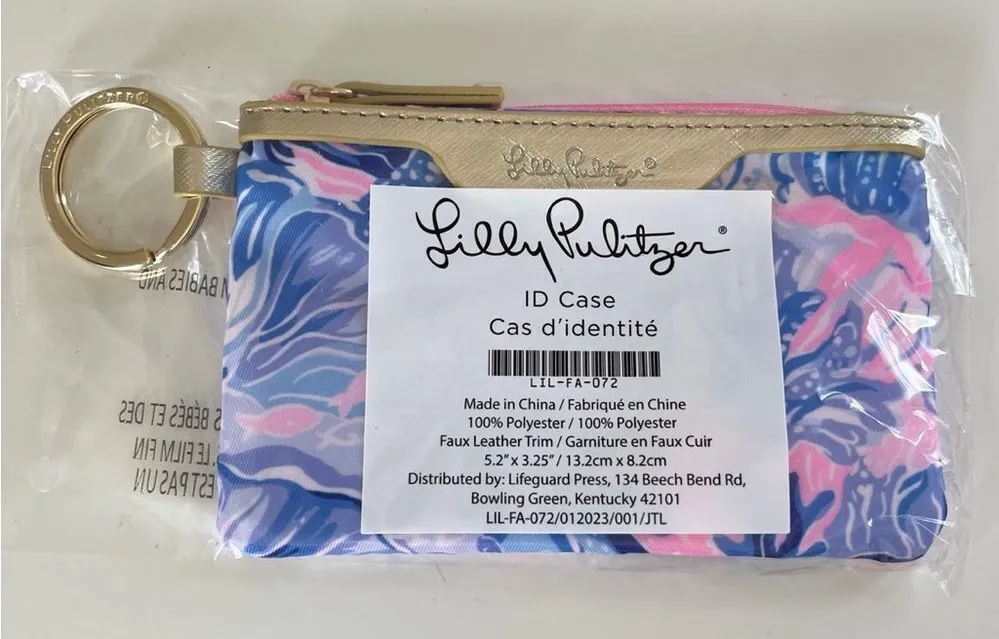 LILLY PULITZER®
Lilly Pulitzer®
Lilly Pulitzer®
ID Case
Cas d'identité
LIL-FA-072
Made in China / Fabriqué en Chine
100% Polyester / 100% Polyester
Faux Leather Trim / Garniture en Faux Cuir
5.2" x 3.25" / 13.2cm x 8.2cm
Distributed by: Lifeguard Press, 134 Beech Bend Rd,
Bowling Green, Kentucky 42101
LIL-FA-072/012023/001/JTL
BABIES AND
BÉBÉS ET DES
LE FILM FIN
EST PAS UN